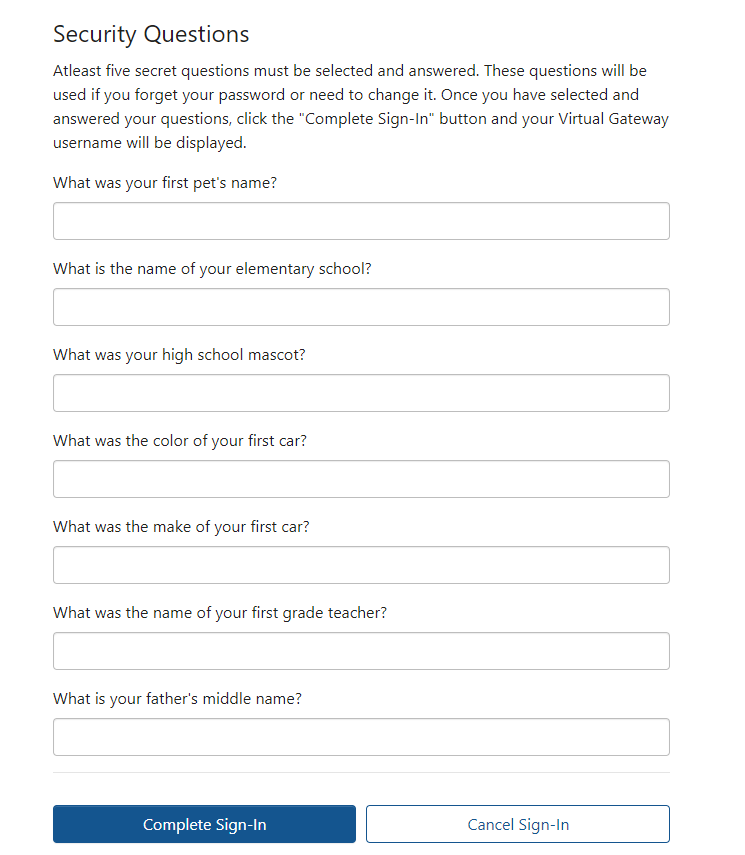 Security Questions
Atleast five secret questions must be selected and answered. These questions will be
used if you forget your password or need to change it. Once you have selected and
answered your questions, click the "Complete Sign-In" button and your Virtual Gateway
username will be displayed.
What was your first pet's name?
What is the name of your elementary school?
What was your high school mascot?
What was the color of your first car?
What was the make of your first car?
What was the name of your first grade teacher?
What is your father's middle name?
Complete Sign-In
Cancel Sign-In